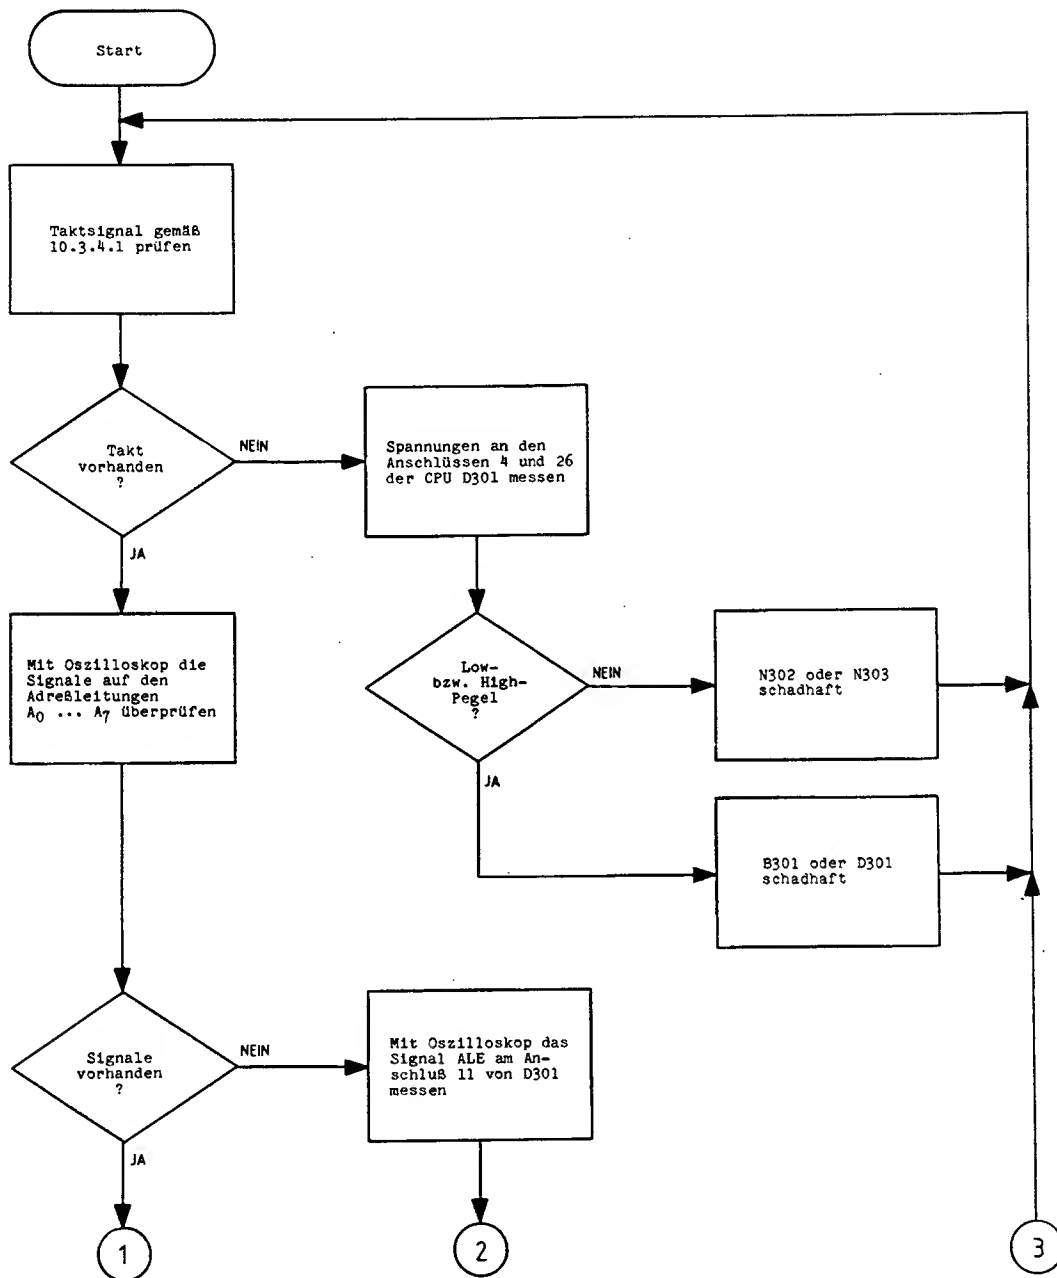 Start
Taktsignal gemäß
10.3.4.1 prüfen
Takt
vorhanden
?
NEIN
JA
Spannungen an den
Anschlüssen 4 und 26
der CPU D301 messen
Mit Oszilloskop die
Signale auf den
Adreßleitungen
A0 ... A7 überprüfen
Low-
bzw. High-
Pegel
?
NEIN
JA
N302 oder N303
schadhaft
B301 oder D301
schadhaft
Signale
vorhanden
?
NEIN
JA
Mit Oszilloskop das
Signal ALE am An-
schluß 11 von D301
messen
1
2
3